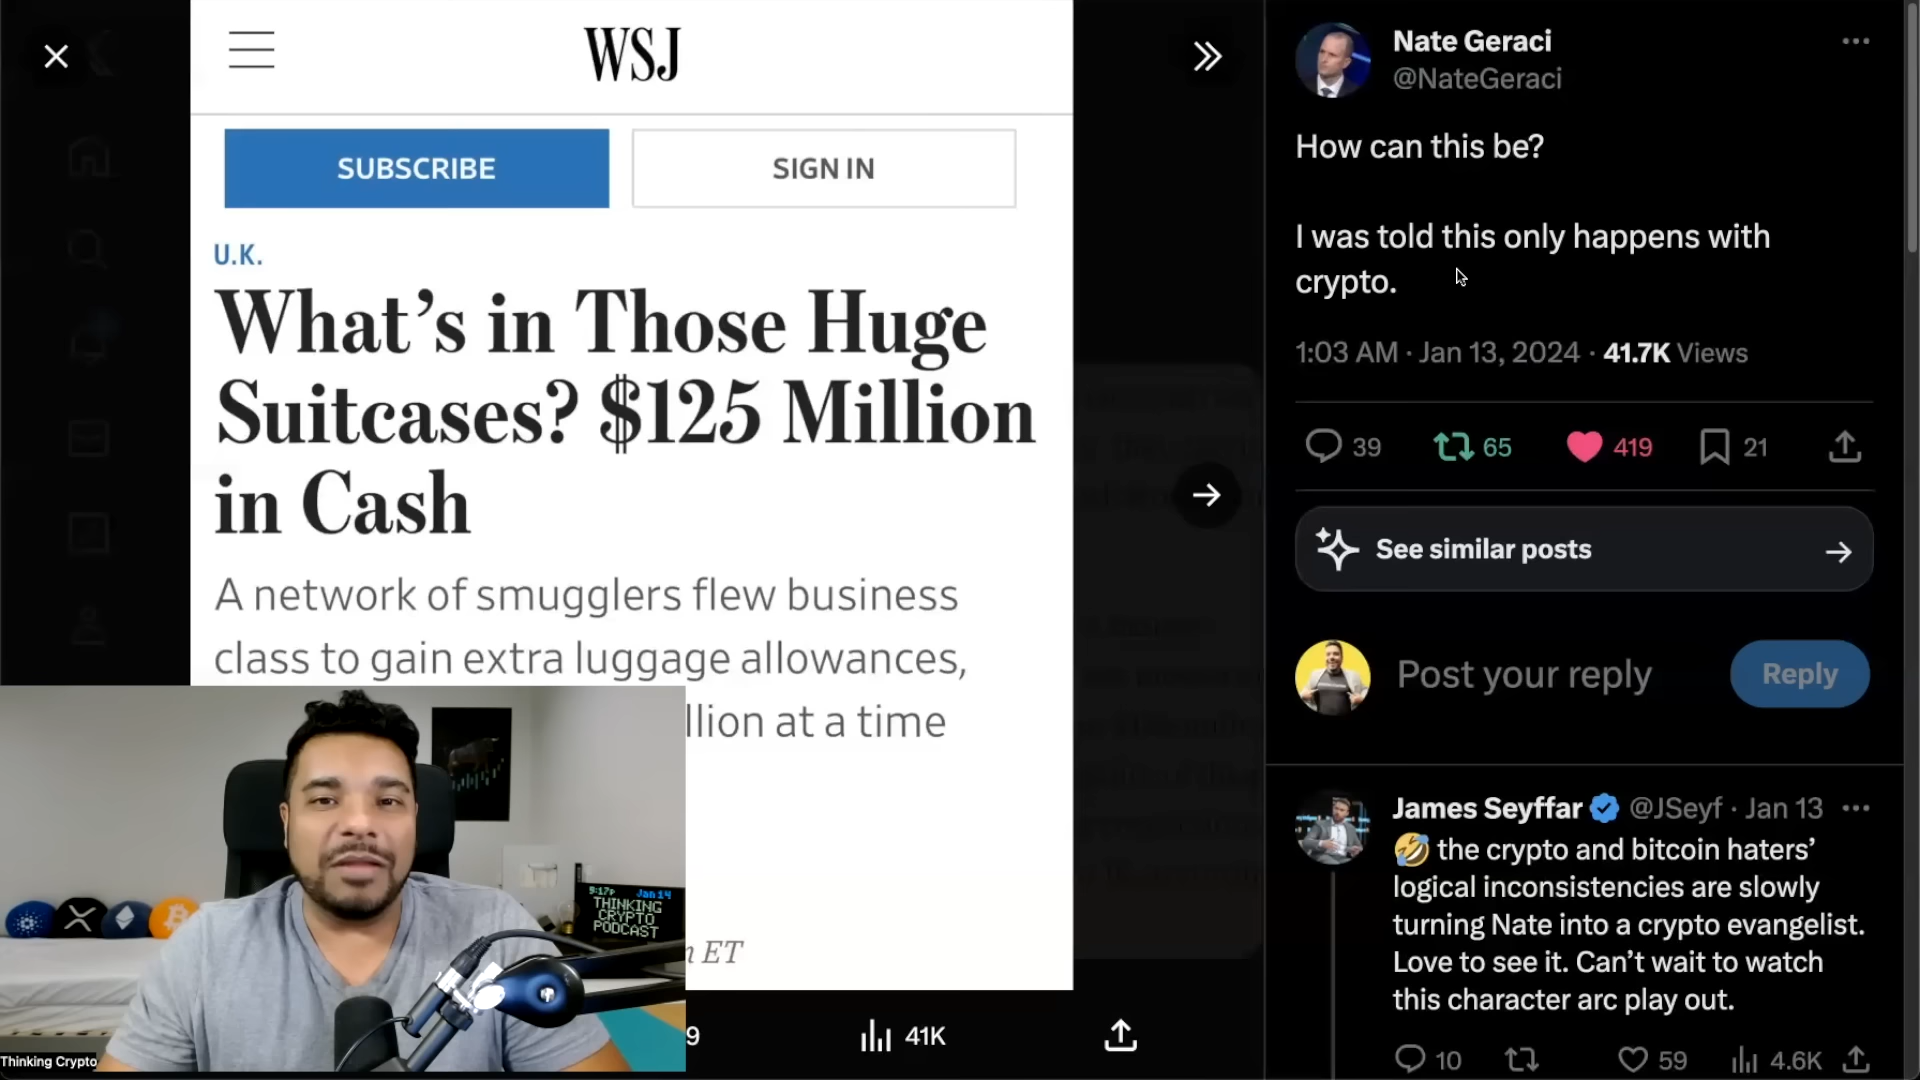 WSJ
SUBSCRIBE
SIGN IN
U.K.
What’s in Those Huge
Suitcases? $125 Million
in Cash
A network of smugglers flew business
class to gain extra luggage allowances,
llion at a time
ET
9
41K
Nate Geraci
@NateGeraci
How can this be?
I was told this only happens with
crypto.
1:03 AM · Jan 13, 2024 · 41.7K Views
39 65 419 21
See similar posts
Post your reply
Reply
James Seyffar @JSeyf · Jan 13
🤣 the crypto and bitcoin haters’
logical inconsistencies are slowly
turning Nate into a crypto evangelist.
Love to see it. Can’t wait to watch
this character arc play out.
10 59 4.6K
9:17P Jan 14
THINKING
CRYPTO
PODCAST
Thinking Crypto